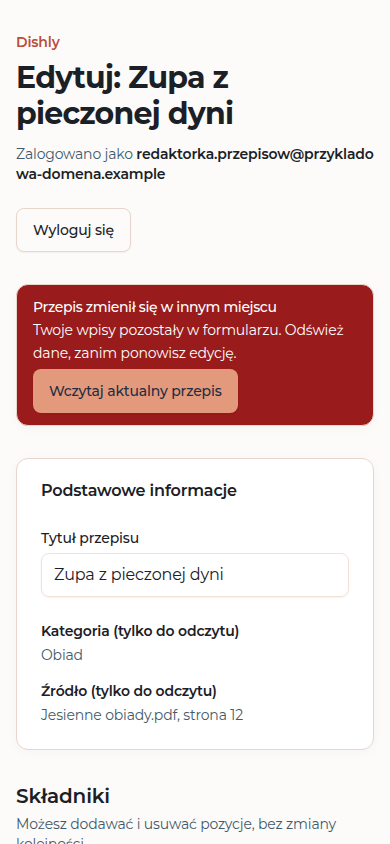 Dishly
Edytuj: Zupa z
pieczonej dyni
Zalogowano jako redaktorka.przepisow@przyklado
wa-domena.example
Wyloguj się
Przepis zmienił się w innym miejscu
Twoje wpisy pozostały w formularzu. Odśwież
dane, zanim ponowisz edycję.
Wczytaj aktualny przepis
Podstawowe informacje
Tytuł przepisu
Zupa z pieczonej dyni
Kategoria (tylko do odczytu)
Obiad
Źródło (tylko do odczytu)
Jesienne obiady.pdf, strona 12
Składniki
Możesz dodawać i usuwać pozycje, bez zmiany
kolejności.